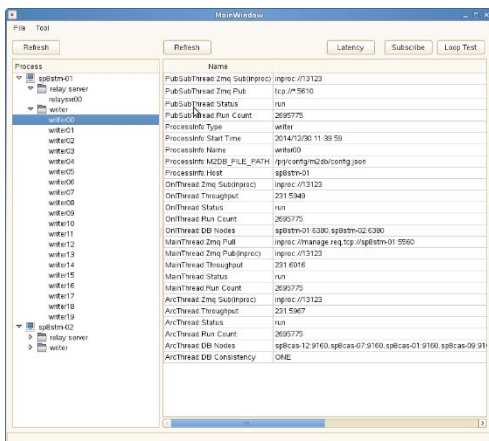 MainWindow
File Tool
Refresh
Refresh Latency Subscribe Loop Test
Process
sp8stm-01
relay server
relaysvr00
writer
writer00
writer01
writer02
writer03
writer04
writer05
writer06
writer07
writer08
writer09
writer10
writer11
writer12
writer13
writer14
writer15
writer16
writer17
writer18
writer19
sp8stm-02
relay server
writer
Name
PubSubThread.Zmq Sub(inproc) inproc://13123
PubSubThread.Zmq Pub tcp://*:5610
PubSubThread.Status run
PubSubThread.Run Count 2695775
ProcessInfo.Type writer
ProcessInfo.Start Time 2014/12/30 11:39:59
ProcessInfo.Name writer00
ProcessInfo.M2DB_FILE_PATH /prj/config/m2db/config.json
ProcessInfo.Host sp8stm-01
OnlThread.Zmq Sub(inproc) inproc://13123
OnlThread.Throughput 231.5949
OnlThread.Status run
OnlThread.Run Count 2695775
OnlThread.DB Nodes sp8stm-01:6380,sp8stm-02:6380
MainThread.Zmq Pull inproc://manage.req,tcp://sp8stm-01:5560
MainThread.Zmq Pub(inproc) inproc://13123
MainThread.Throughput 231.6016
MainThread.Status run
MainThread.Run Count 2695775
ArcThread.Zmq Sub(inproc) inproc://13123
ArcThread.Throughput 231.5967
ArcThread.Status run
ArcThread.Run Count 2695775
ArcThread.DB Nodes sp8cas-12:9160,sp8cas-07:9160,sp8cas-01:9160,sp8cas-09:91
ArcThread.DB Consistency ONE